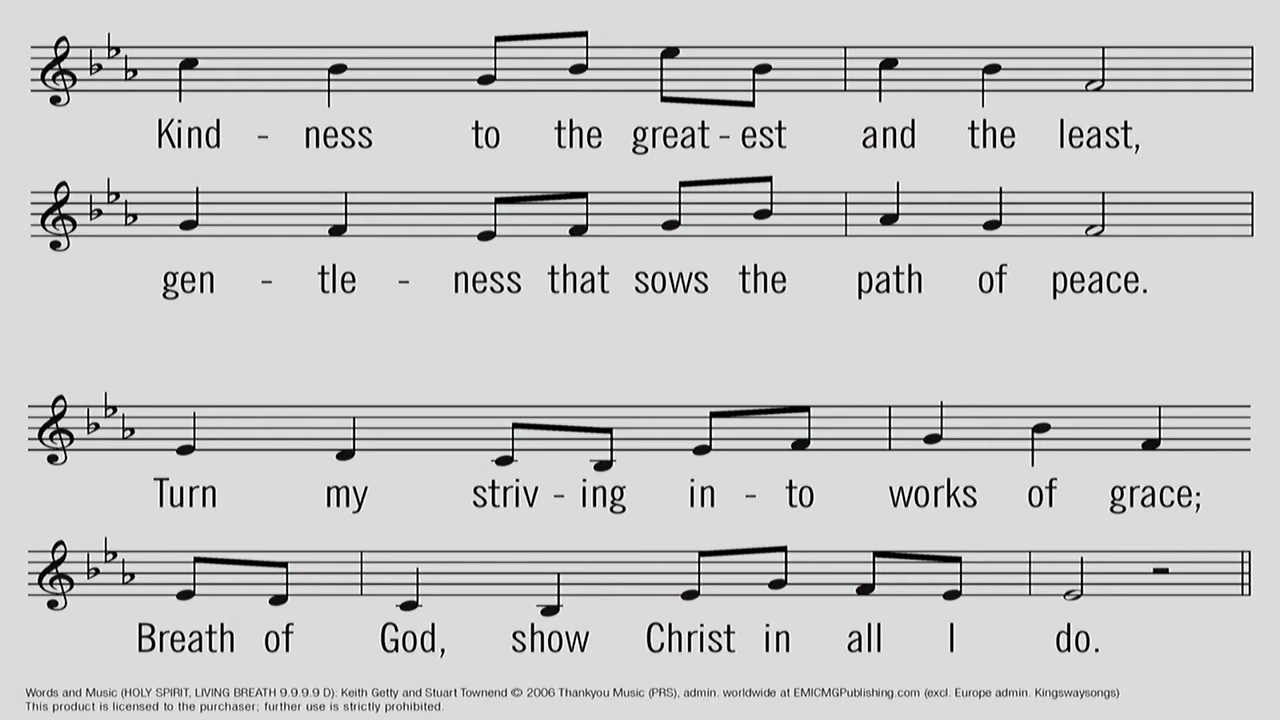 Kind - ness to the great - est and the least,
gen - tle - ness that sows the path of peace.
Turn my striv - ing in - to works of grace;
Breath of God, show Christ in all I do.
Words and Music (HOLY SPIRIT, LIVING BREATH 9.9.9.9 D): Keith Getty and Stuart Townend © 2006 Thankyou Music (PRS), admin. worldwide at EMICMGPublishing.com (excl. Europe admin. Kingswaysongs)
This product is licensed to the purchaser; further use is strictly prohibited.